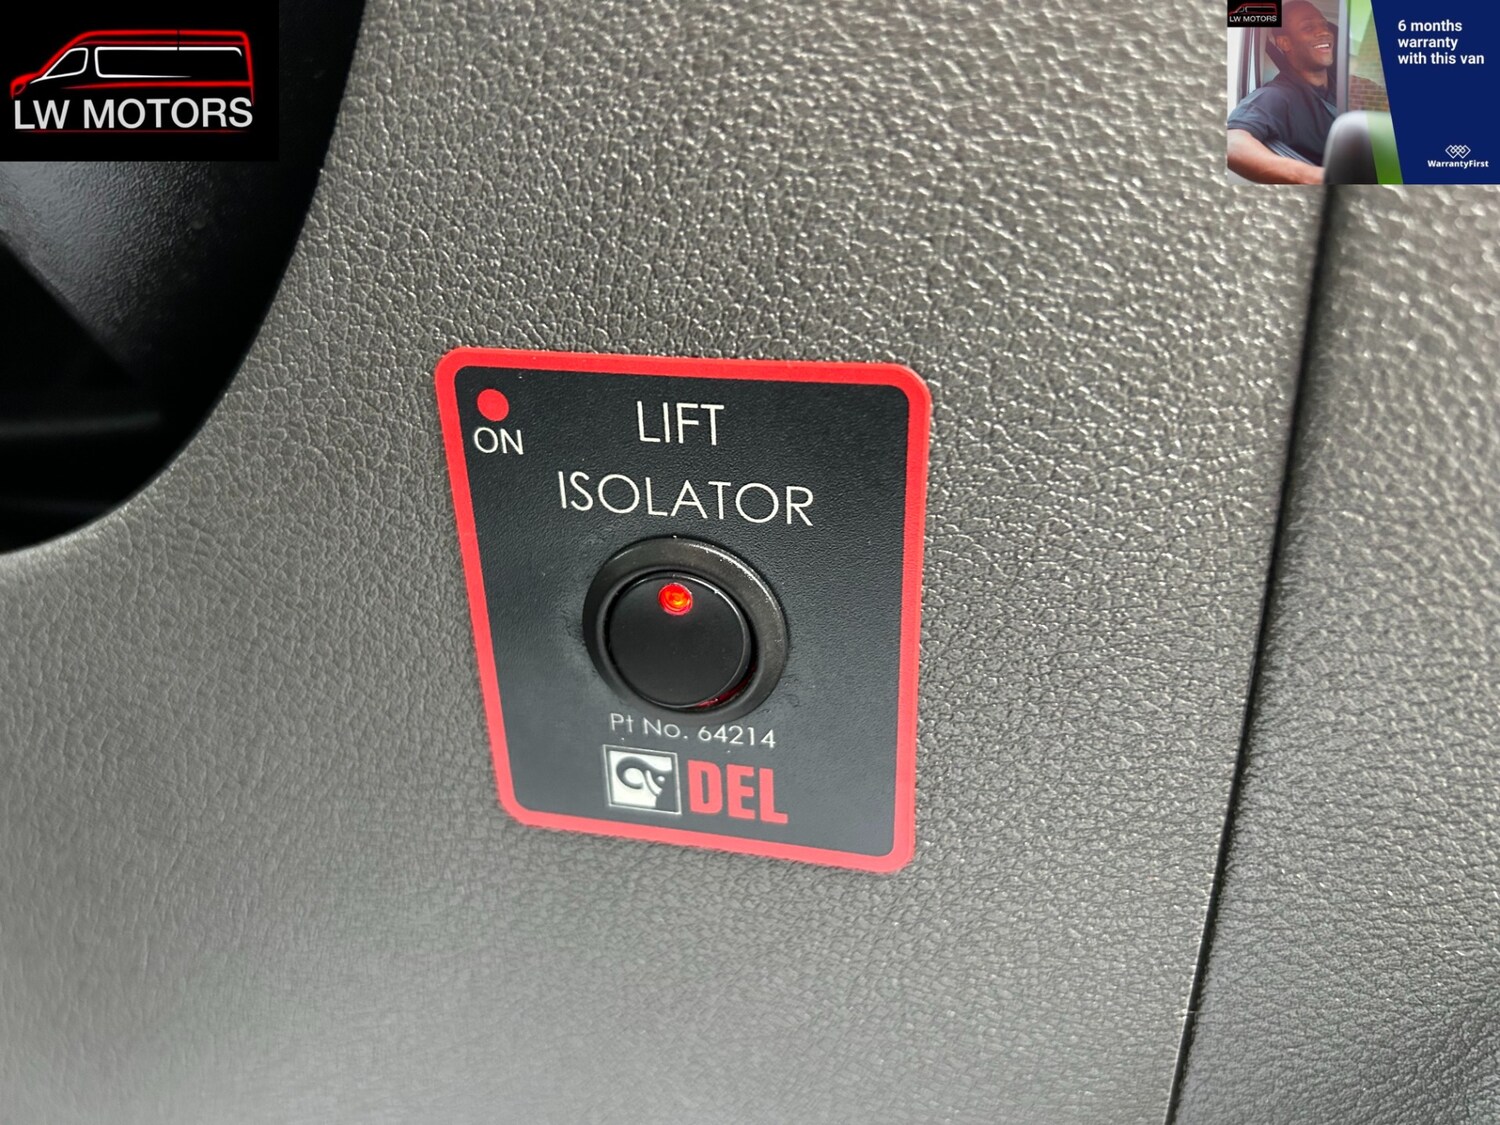 LW MOTORS
LW MOTORS
6 months
warranty
with this van
WarrantyFirst
ON
LIFT
ISOLATOR
Pt No. 64214
DEL